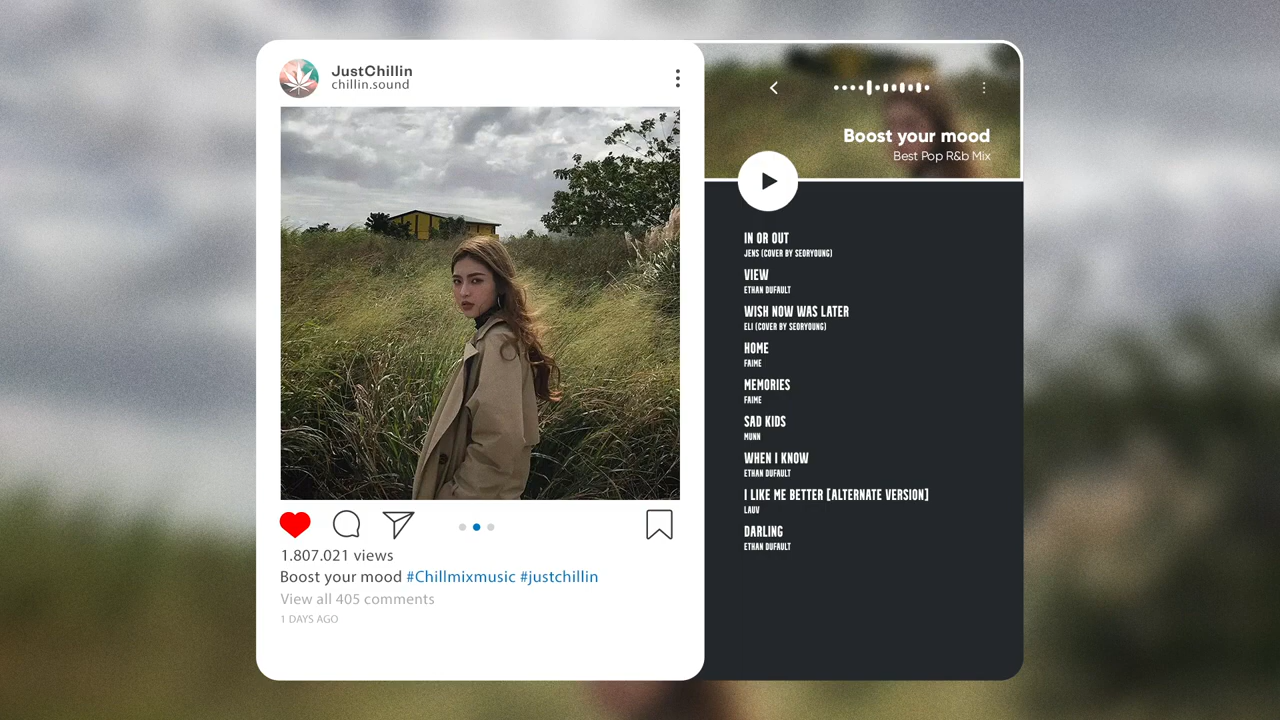 JustChillin
chillin.sound
1.807.021 views
Boost your mood #Chillmixmusic #justchillin
View all 405 comments
1 DAYS AGO
Boost your mood
Best Pop R&b Mix
IN OR OUT
JENS (COVER BY SEORYOUNG)
VIEW
ETHAN DUFAULT
WISH NOW WAS LATER
ELI (COVER BY SEORYOUNG)
HOME
FAIME
MEMORIES
FAIME
SAD KIDS
MUNN
WHEN I KNOW
ETHAN DUFAULT
I LIKE ME BETTER [ALTERNATE VERSION]
LAUV
DARLING
ETHAN DUFAULT